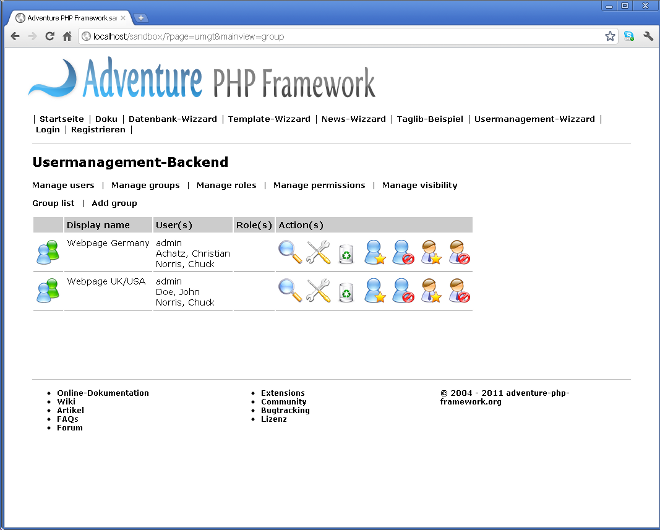 Adventure PHP Framework san
localhost/sandbox/?page=umgt&mainview=group
Adventure PHP Framework
| Startseite | Doku | Datenbank-Wizzard | Template-Wizzard | News-Wizzard | Taglib-Beispiel | Usermanagement-Wizzard |
Login | Registrieren |
Usermanagement-Backend
Manage users | Manage groups | Manage roles | Manage permissions | Manage visibility
Group list | Add group
Display name User(s) Role(s) Action(s)
Webpage Germany admin
Achatz, Christian
Norris, Chuck
Webpage UK/USA admin
Doe, John
Norris, Chuck
• Online-Dokumentation
• Wiki
• Artikel
• FAQs
• Forum
• Extensions
• Community
• Bugtracking
• Lizenz
© 2004 - 2011 adventure-php-
framework.org